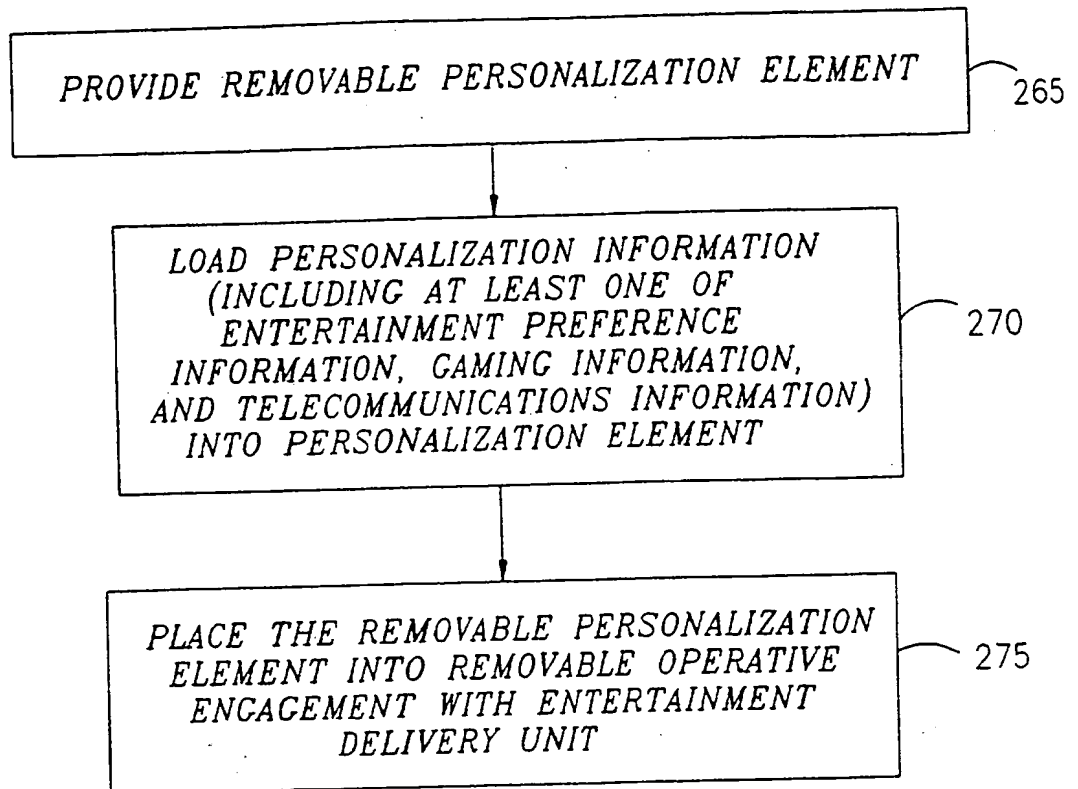 PROVIDE REMOVABLE PERSONALIZATION ELEMENT
265
LOAD PERSONALIZATION INFORMATION
(INCLUDING AT LEAST ONE OF
ENTERTAINMENT PREFERENCE
INFORMATION, GAMING INFORMATION,
AND TELECOMMUNICATIONS INFORMATION)
INTO PERSONALIZATION ELEMENT
270
PLACE THE REMOVABLE PERSONALIZATION
ELEMENT INTO REMOVABLE OPERATIVE
ENGAGEMENT WITH ENTERTAINMENT
DELIVERY UNIT
275